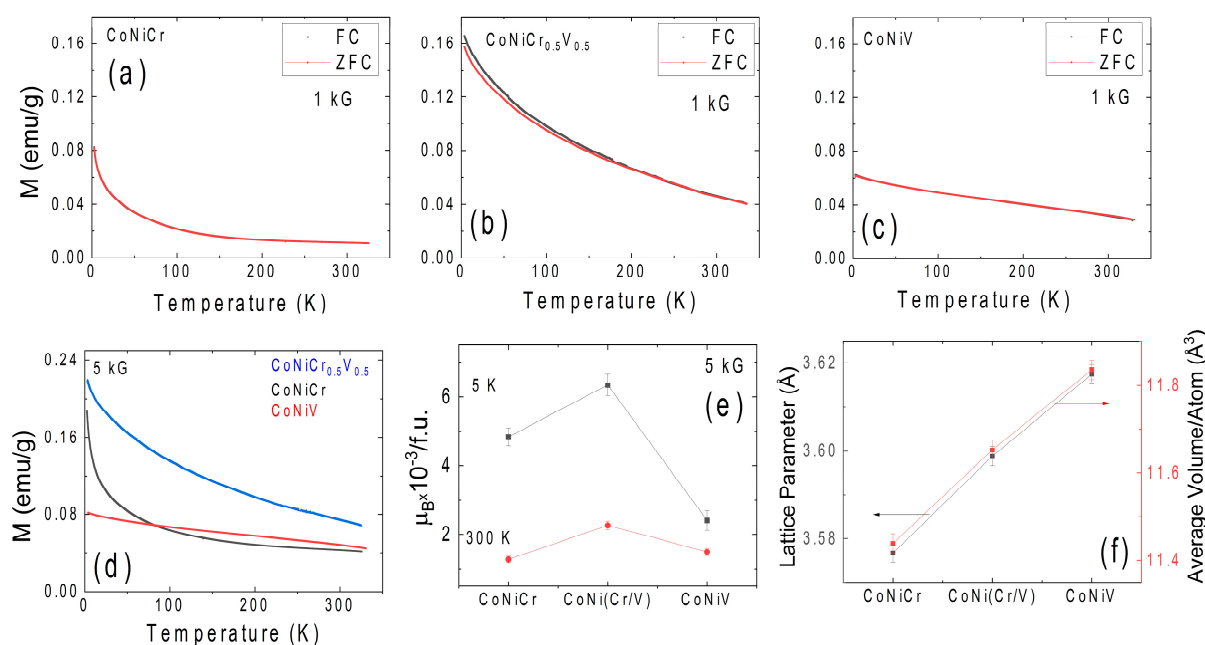 CoNiCr
FC
ZFC
(a)
1 kG
M (emu/g)
0.16
0.12
0.08
0.04
0.00
0 100 200 300
Temperature (K)
CoNiCr0.5V0.5
FC
ZFC
1 kG
(b)
0.16
0.12
0.08
0.04
0.00
0 100 200 300
Temperature (K)
CoNiV
FC
ZFC
1 kG
(c)
0.16
0.12
0.08
0.04
0.00
0 100 200 300
Temperature (K)
5 kG
CoNiCr0.5V0.5
CoNiCr
CoNiV
(d)
M (emu/g)
0.24
0.16
0.08
0.00
0 100 200 300
Temperature (K)
5 kG
5 K
(e)
300 K
μB×10-3/f.u.
6
4
2
CoNiCr CoNi(Cr/V) CoNiV
Lattice Parameter (Å)
3.62
3.60
3.58
(f)
11.8
11.6
11.4
Average Volume/Atom (Å3)
CoNiCr CoNi(Cr/V) CoNiV